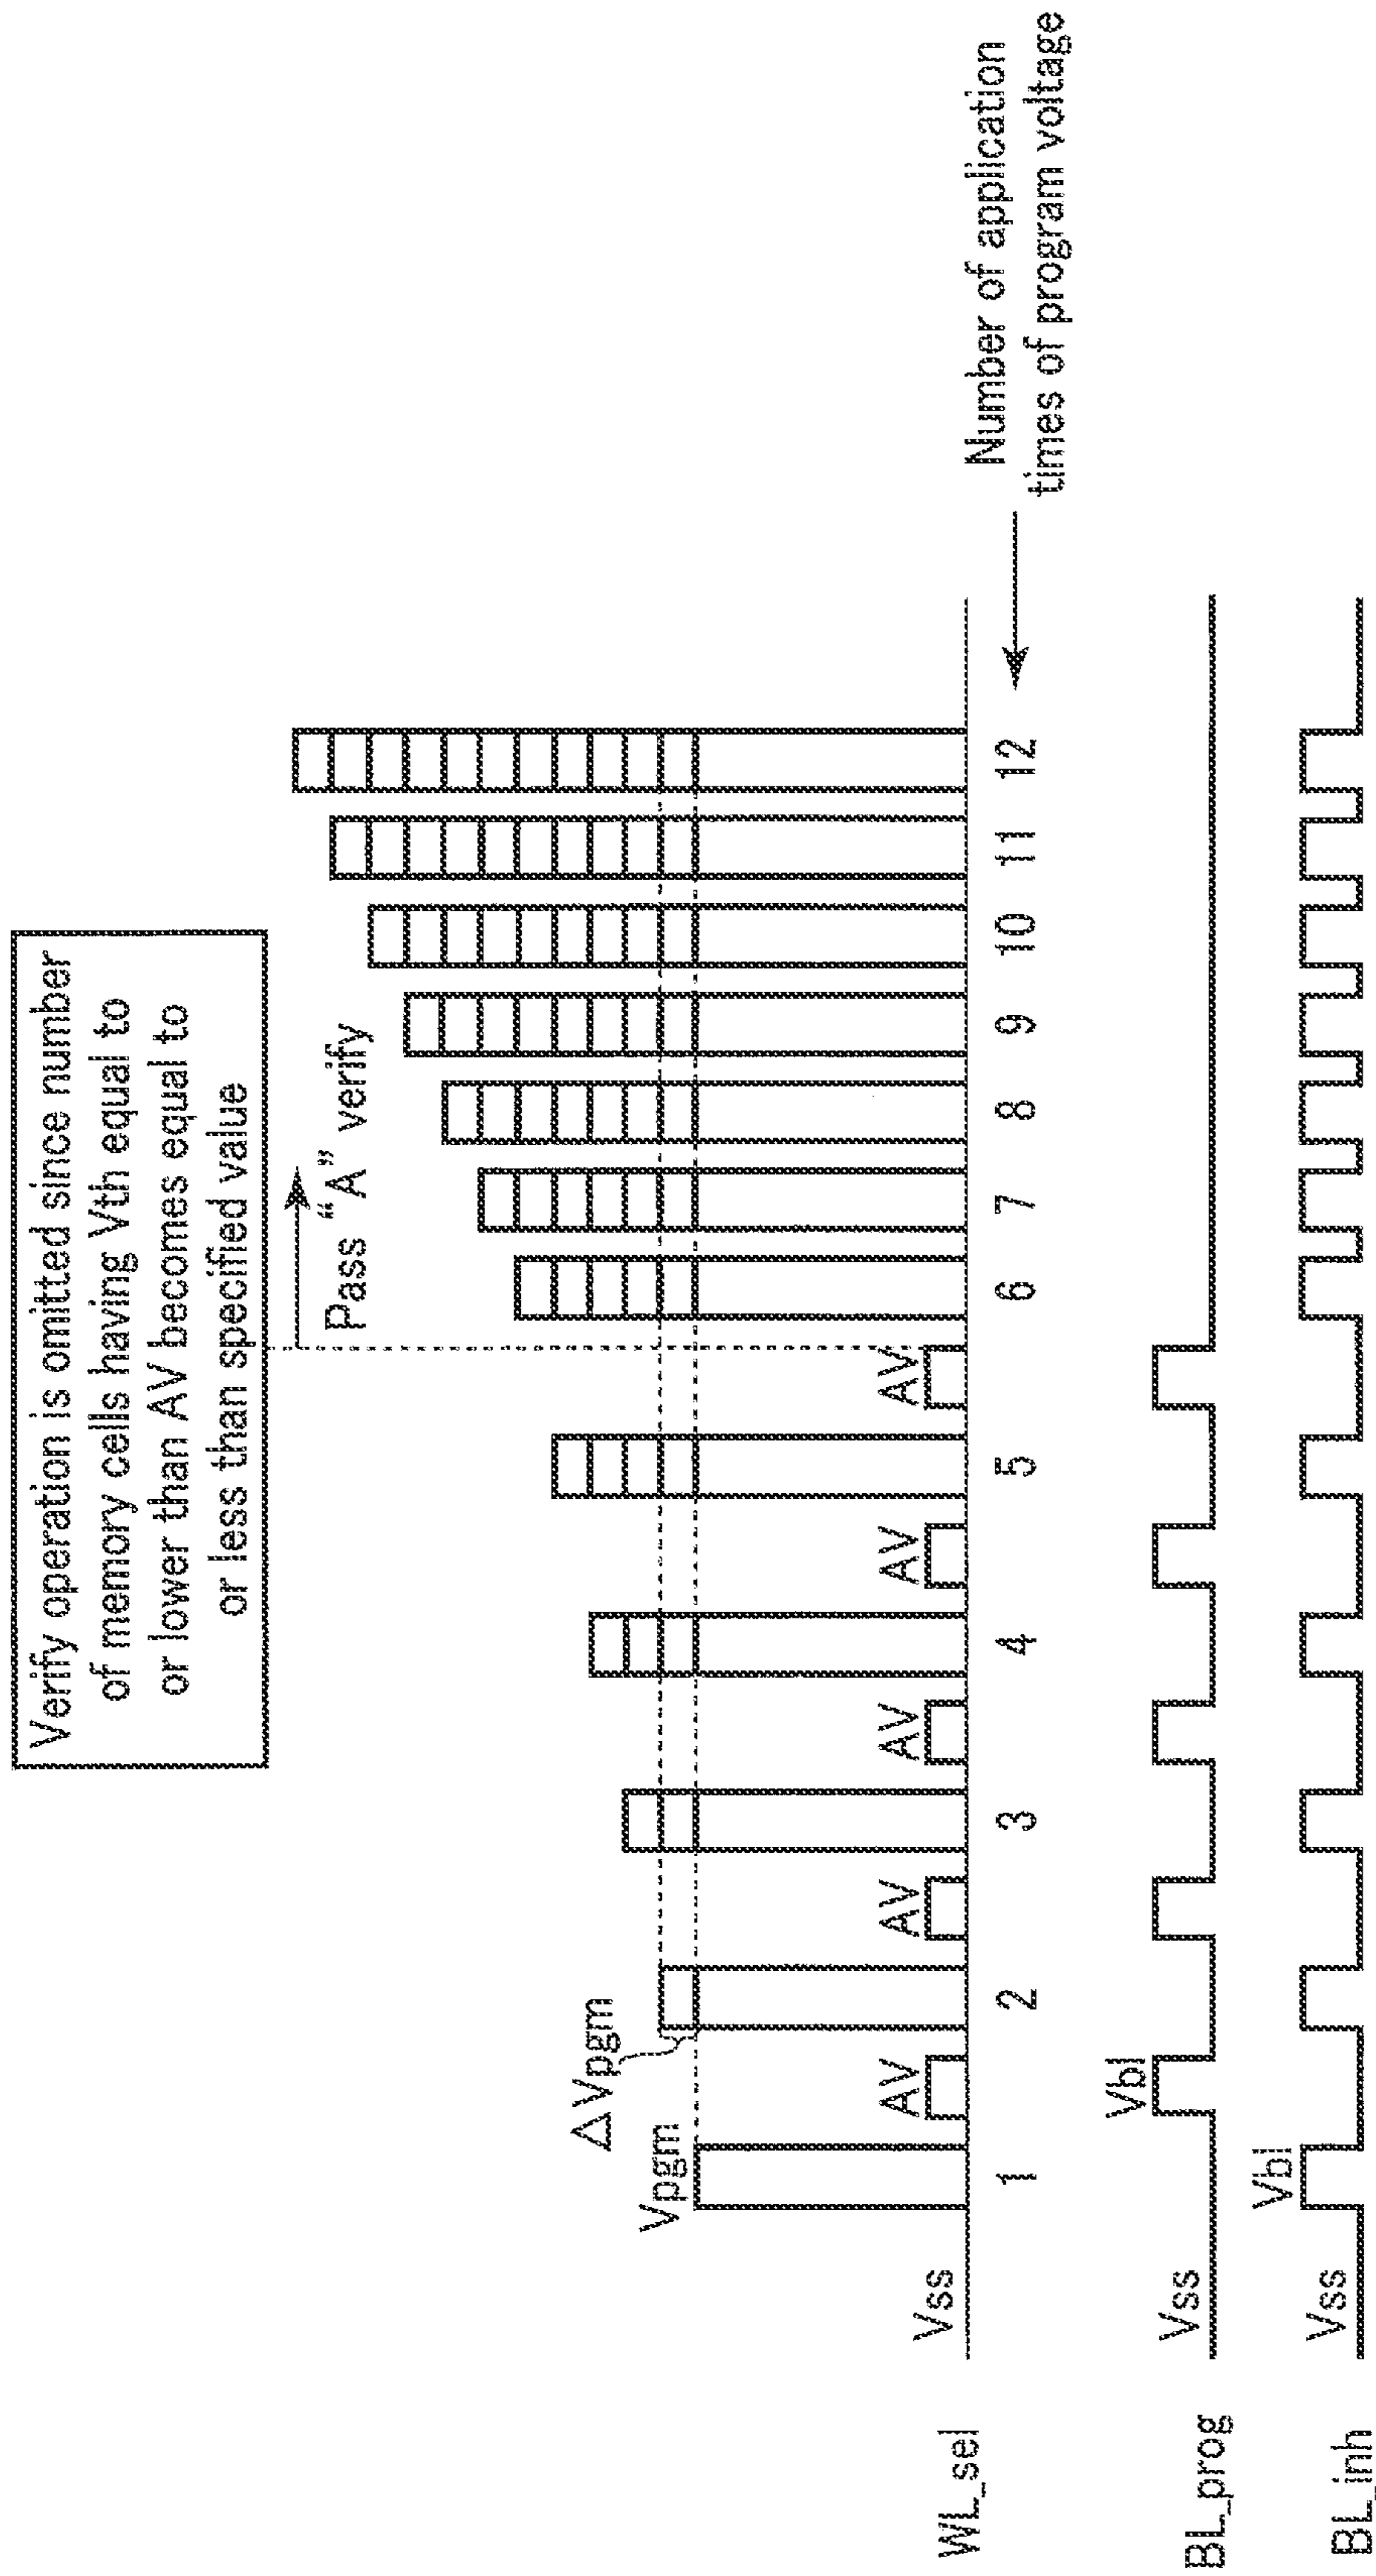 Verify operation is omitted since number
of memory cells having Vth equal to
or lower than AV becomes equal to
or less than specified value
Pass “A” verify
ΔVpgm
Vpgm
AV
AV
AV
AV
AV
WL_sel
Vss
1
2
3
4
5
6
7
8
9
10
11
12
Number of application
times of program voltage
BL_prog
Vss
Vbl
BL_inh
Vss
Vbl